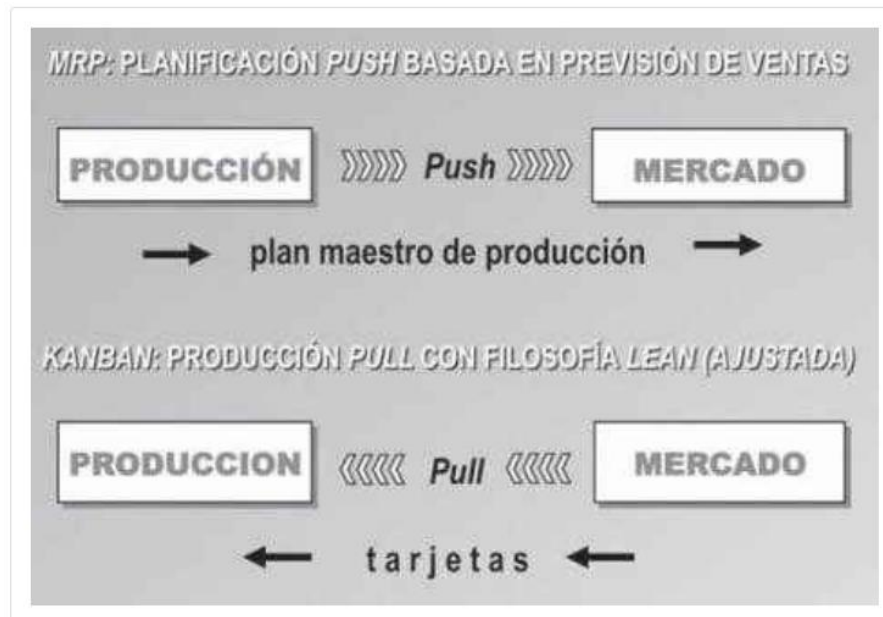 MRP: PLANIFICACIÓN PUSH BASADA EN PREVISIÓN DE VENTAS
PRODUCCIÓN Push MERCADO
plan maestro de producción
KANBAN: PRODUCCIÓN PULL CON FILOSOFÍA LEAN (AJUSTADA)
PRODUCCION Pull MERCADO
tarjetas